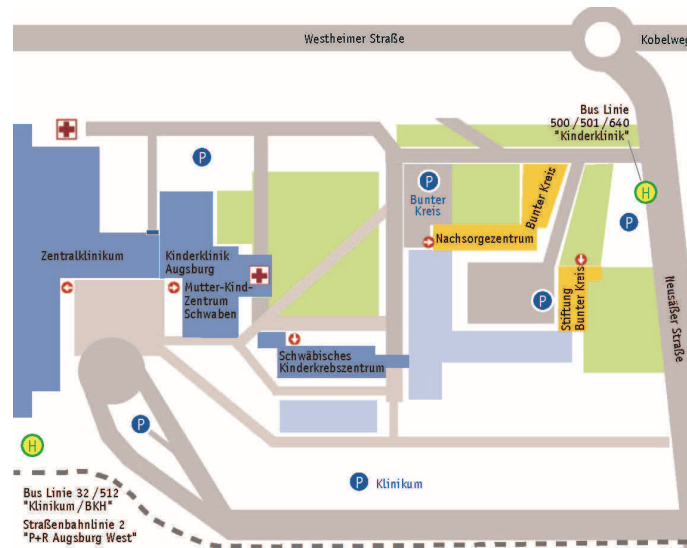 Westheimer Straße
Kobelweg
Bus Linie
500/501/640
"Kinderklinik"
H
P
P
P
Bunter
Kreis
Bunter Kreis
Nachsorgezentrum
Zentralklinikum
Kinderklinik
Augsburg
Mutter-Kind-
Zentrum
Schwaben
P
Stiftung
Bunter Kreis
Neusäßer Straße
Schwäbisches
Kinderkrebszentrum
P
H
P Klinikum
Bus Linie 32/512
"Klinikum/BKH"
Straßenbahnlinie 2
"P+R Augsburg West"